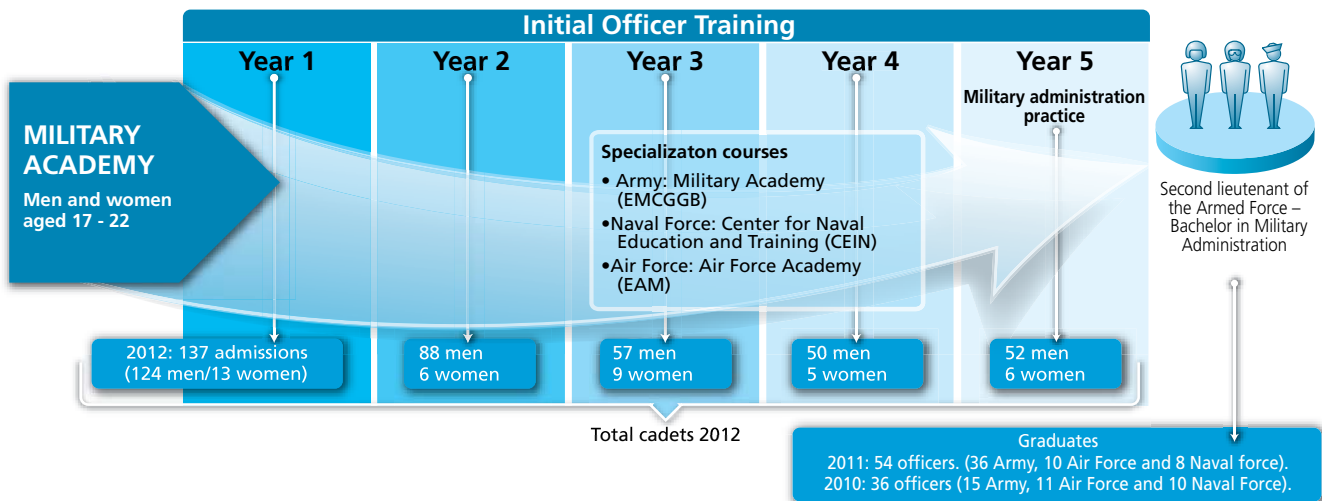 Initial Officer Training
Year 1
Year 2
Year 3
Year 4
Year 5
Military administration
practice
MILITARY
ACADEMY
Men and women
aged 17 - 22
Specializaton courses
• Army: Military Academy
(EMCGGB)
•Naval Force: Center for Naval
Education and Training (CEIN)
•Air Force: Air Force Academy
(EAM)
Second lieutenant of
the Armed Force –
Bachelor in Military
Administration
2012: 137 admissions
(124 men/13 women)
88 men
6 women
57 men
9 women
50 men
5 women
52 men
6 women
Total cadets 2012
Graduates
2011: 54 officers. (36 Army, 10 Air Force and 8 Naval force).
2010: 36 officers (15 Army, 11 Air Force and 10 Naval Force).